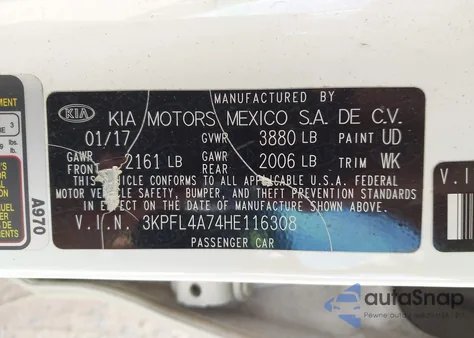 MANUFACTURED BY
KIA KIA MOTORS MEXICO S.A. DE C.V.
01/17 GVWR 3880 LB PAINT UD
GAWR FRONT 2161 LB GAWR REAR 2006 LB TRIM WK
THIS VEHICLE CONFORMS TO ALL APPLICABLE U.S.A. FEDERAL
MOTOR VEHICLE SAFETY, BUMPER, AND THEFT PREVENTION STANDARDS
IN EFFECT ON THE DATE OF MANUFACTURE SHOWN ABOVE.
V.I.N. 3KPFL4A74HE116308
PASSENGER CAR
A970
V.I
autoSnap